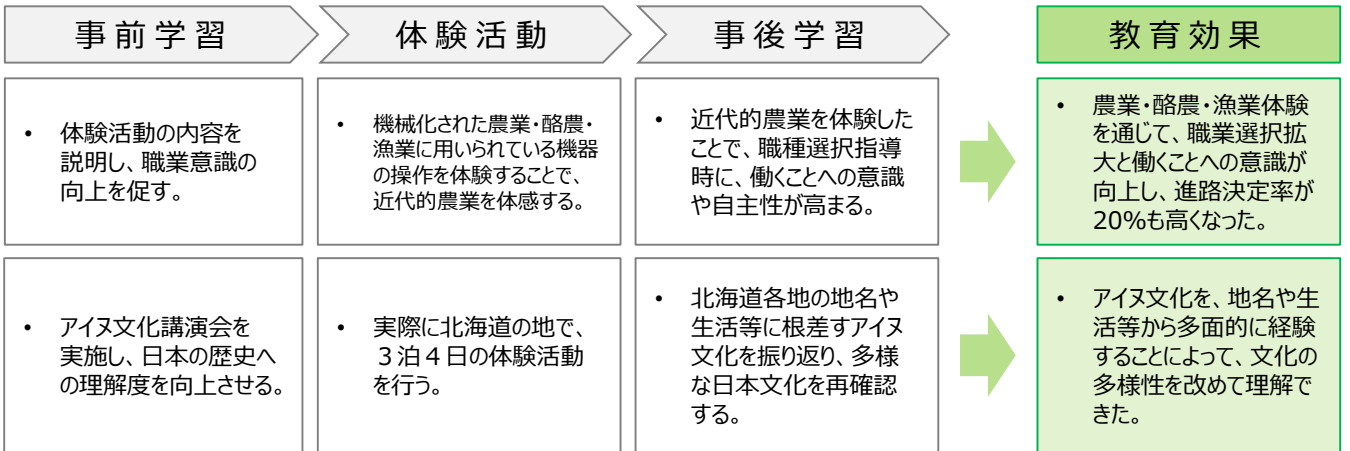 事前学習
体験活動
事後学習
教育効果
• 体験活動の内容を
説明し、職業意識の
向上を促す。
• 機械化された農業・酪農・
漁業に用いられている機器
の操作を体験することで、
近代的農業を体感する。
• 近代的農業を体験した
ことで、職種選択指導
時に、働くことへの意識
や自主性が高まる。
• 農業・酪農・漁業体験
を通じて、職業選択拡
大と働くことへの意識が
向上し、進路決定率が
20%も高くなった。
• アイヌ文化講演会を
実施し、日本の歴史へ
の理解度を向上させる。
• 実際に北海道の地で、
３泊４日の体験活動
を行う。
• 北海道各地の地名や
生活等に根差すアイヌ
文化を振り返り、多様
な日本文化を再確認
する。
• アイヌ文化を、地名や生
活等から多面的に経験
することによって、文化の
多様性を改めて理解で
きた。